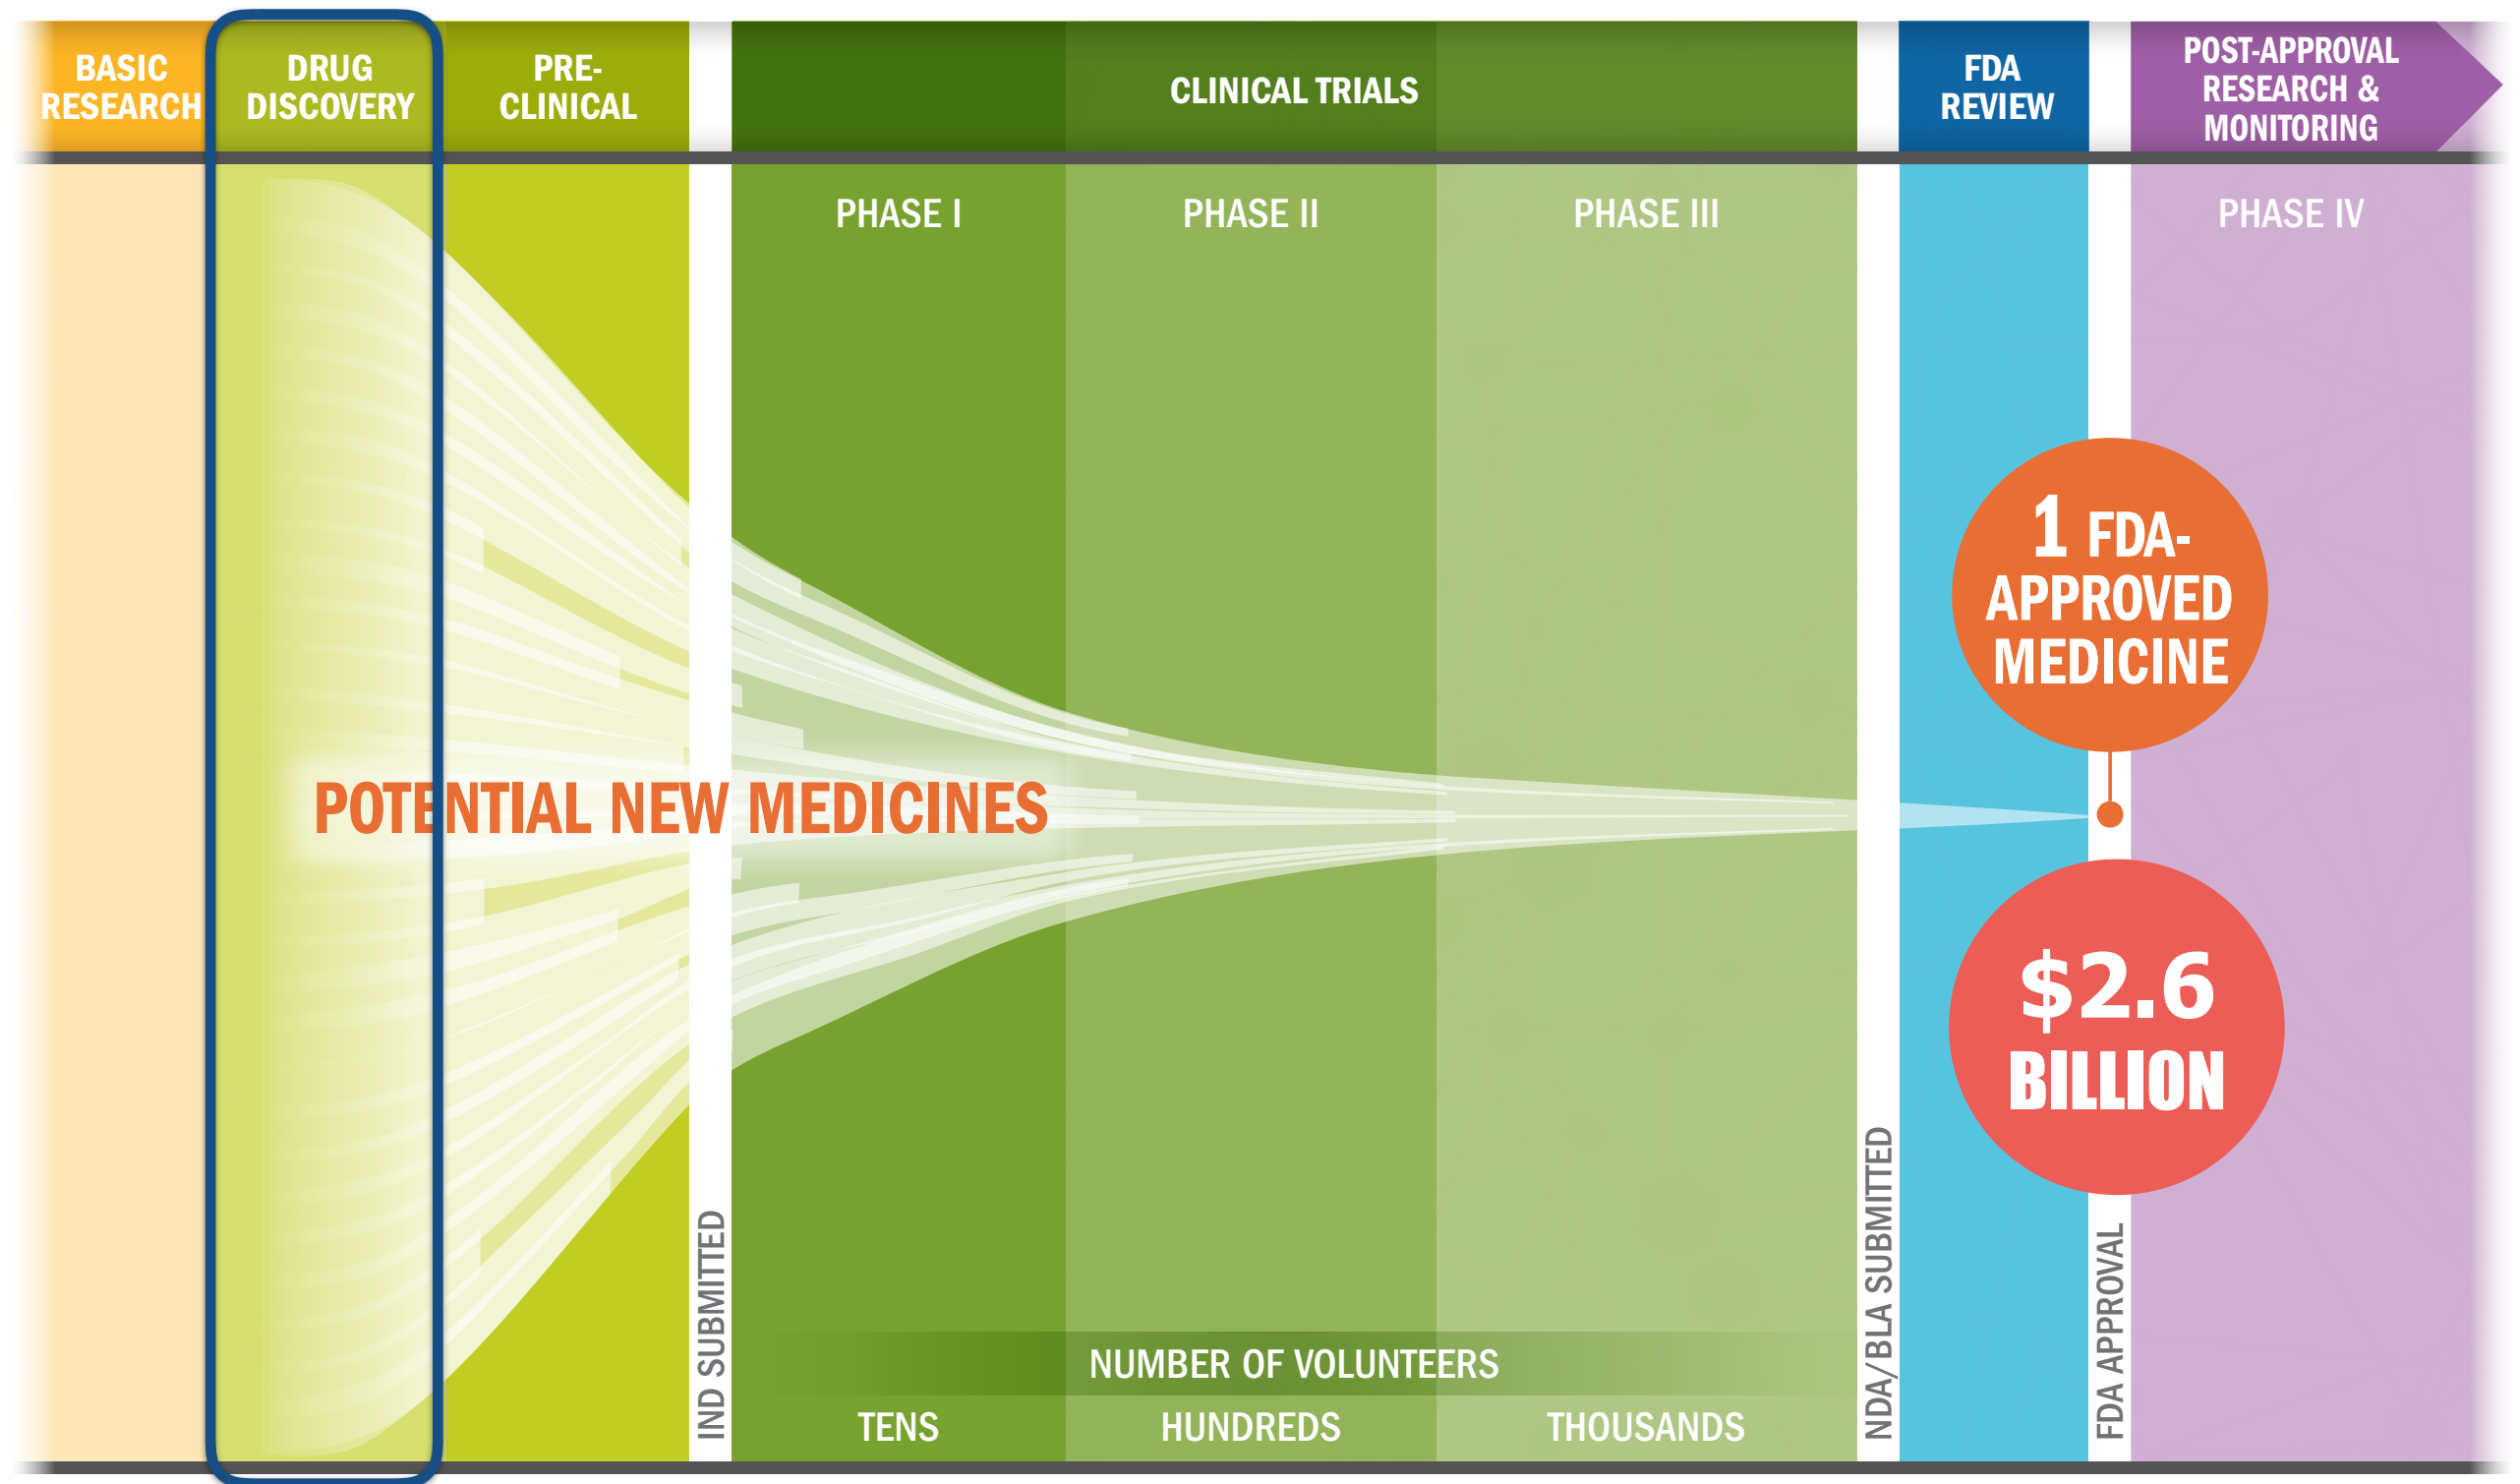 BASIC
RESEARCH
DRUG
DISCOVERY
PRE-
CLINICAL
CLINICAL TRIALS
FDA
REVIEW
POST-APPROVAL
RESEARCH &
MONITORING
PHASE I
PHASE II
PHASE III
PHASE IV
1 FDA-
APPROVED
MEDICINE
POTENTIAL NEW MEDICINES
$2.6
BILLION
IND SUBMITTED
NDA/BLA SUBMITTED
FDA APPROVAL
NUMBER OF VOLUNTEERS
TENS
HUNDREDS
THOUSANDS